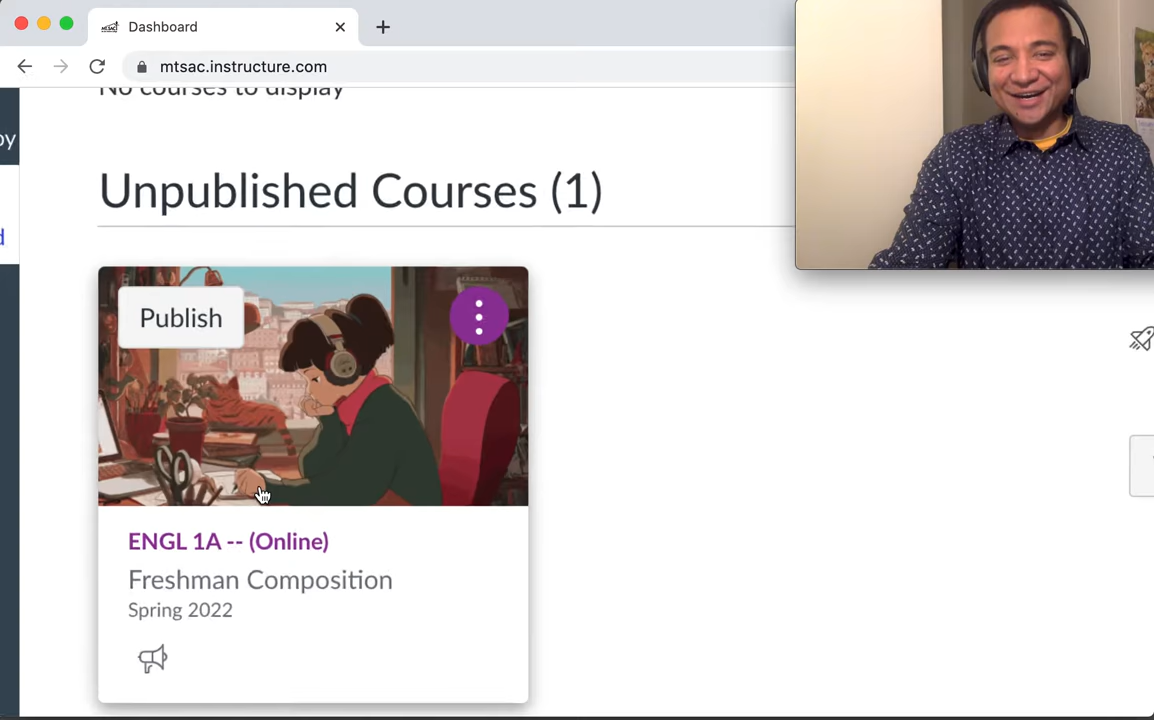 Dashboard
mtsac.instructure.com
No courses to display
Unpublished Courses (1)
Publish
ENGL 1A -- (Online)
Freshman Composition
Spring 2022